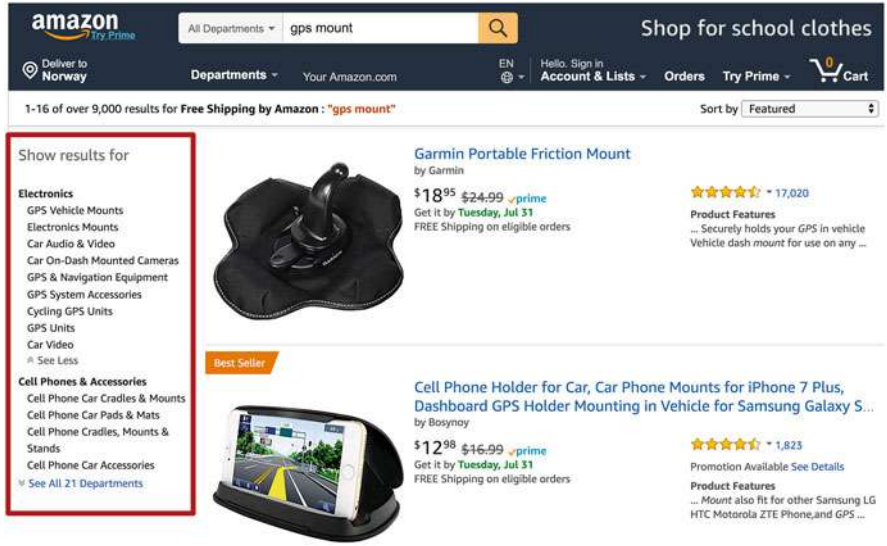 amazon
Try Prime
All Departments
gps mount
Shop for school clothes
Deliver to
Norway
Departments
Your Amazon.com
EN
Hello. Sign in
Account & Lists
Orders
Try Prime
0
Cart
1-16 of over 9,000 results for Free Shipping by Amazon : "gps mount"
Sort by Featured
Show results for
Electronics
GPS Vehicle Mounts
Electronics Mounts
Car Audio & Video
Car On-Dash Mounted Cameras
GPS & Navigation Equipment
GPS System Accessories
Cycling GPS Units
GPS Units
Car Video
See Less
Cell Phones & Accessories
Cell Phone Car Cradles & Mounts
Cell Phone Car Pads & Mats
Cell Phone Cradles, Mounts &
Stands
Cell Phone Car Accessories
See All 21 Departments
Garmin Portable Friction Mount
by Garmin
$18 95 $24.99 prime
Get it by Tuesday, Jul 31
FREE Shipping on eligible orders
17,020
Product Features
... Securely holds your GPS in vehicle
Vehicle dash mount for use on any ...
Best Seller
Cell Phone Holder for Car, Car Phone Mounts for iPhone 7 Plus,
Dashboard GPS Holder Mounting in Vehicle for Samsung Galaxy S...
by Bosynoy
$12 98 $16.99 prime
Get it by Tuesday, Jul 31
FREE Shipping on eligible orders
1,823
Promotion Available See Details
Product Features
... Mount also fit for other Samsung LG
HTC Motorola ZTE Phone,and GPS ...